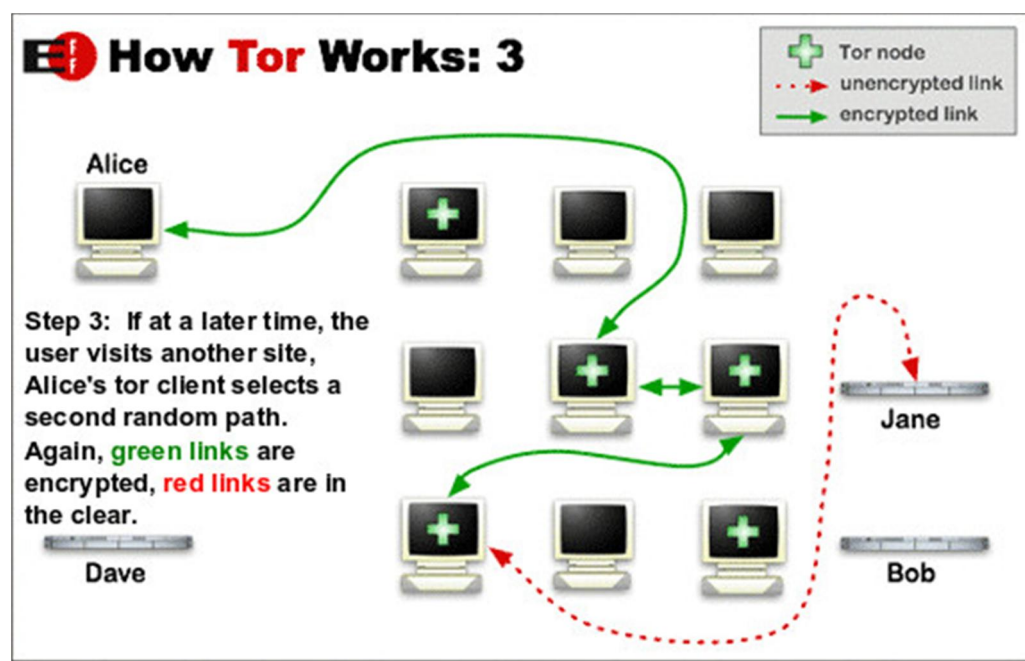 EFF How Tor Works: 3
Tor node
unencrypted link
encrypted link
Alice
Step 3: If at a later time, the
user visits another site,
Alice's tor client selects a
second random path.
Again, green links are
encrypted, red links are in
the clear.
Jane
Dave
Bob